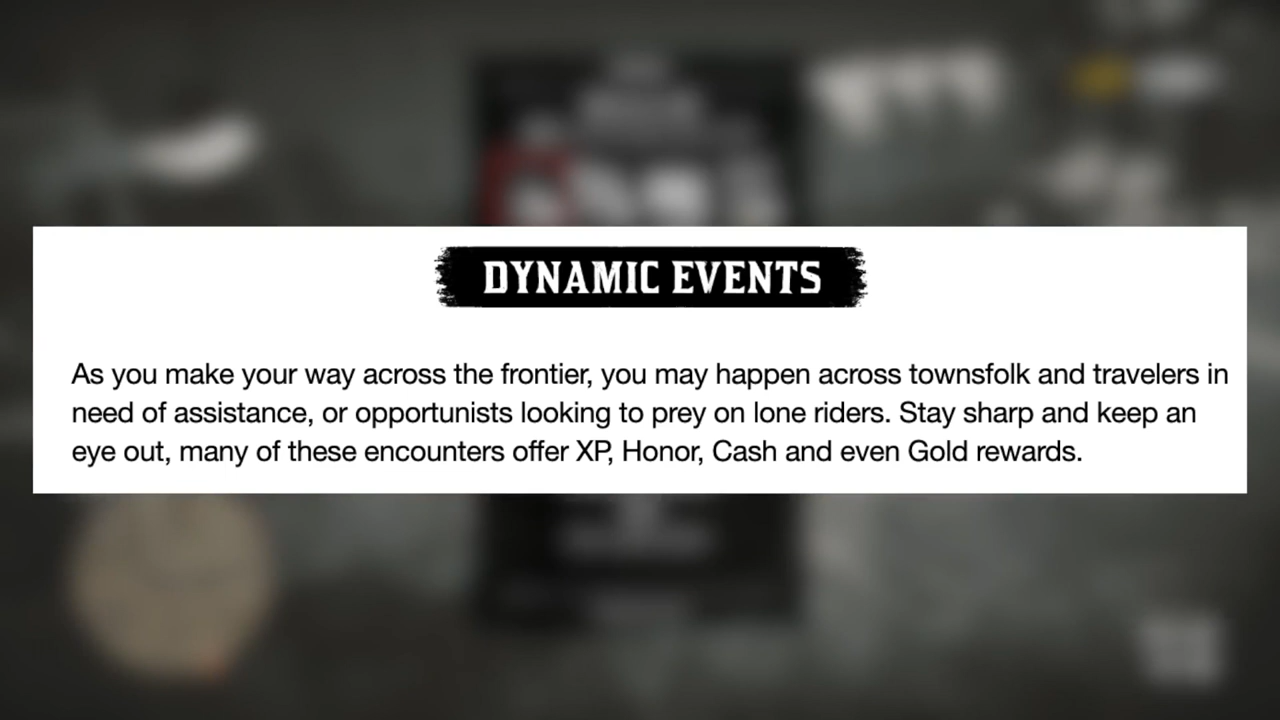 DYNAMIC EVENTS
As you make your way across the frontier, you may happen across townsfolk and travelers in
need of assistance, or opportunists looking to prey on lone riders. Stay sharp and keep an
eye out, many of these encounters offer XP, Honor, Cash and even Gold rewards.